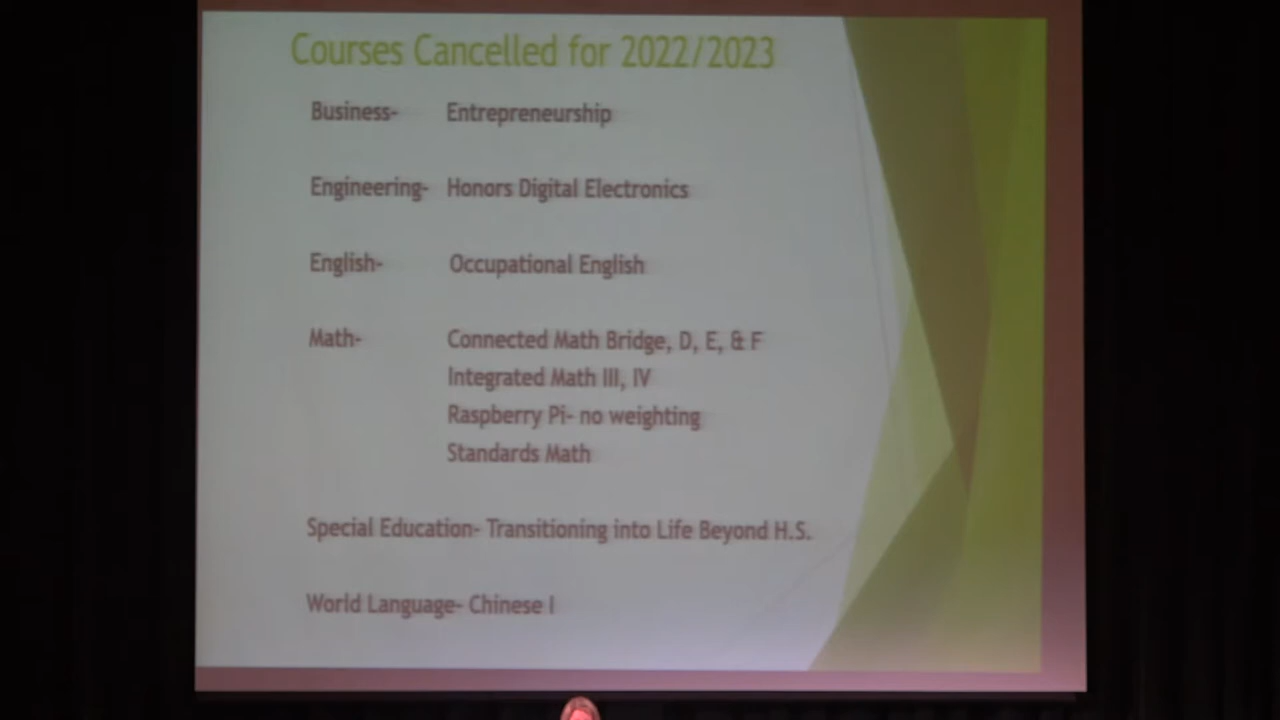 Courses Cancelled for 2022/2023
Business- Entrepreneurship
Engineering- Honors Digital Electronics
English- Occupational English
Math- Connected Math Bridge, D, E, & F
Integrated Math III, IV
Raspberry Pi- no weighting
Standards Math
Special Education- Transitioning into Life Beyond H.S.
World Language- Chinese I